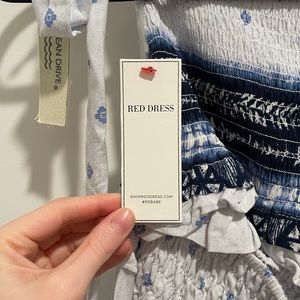 EAN DRIVE
RED DRESS
SHOPREDDRESS.COM
#RDBABE